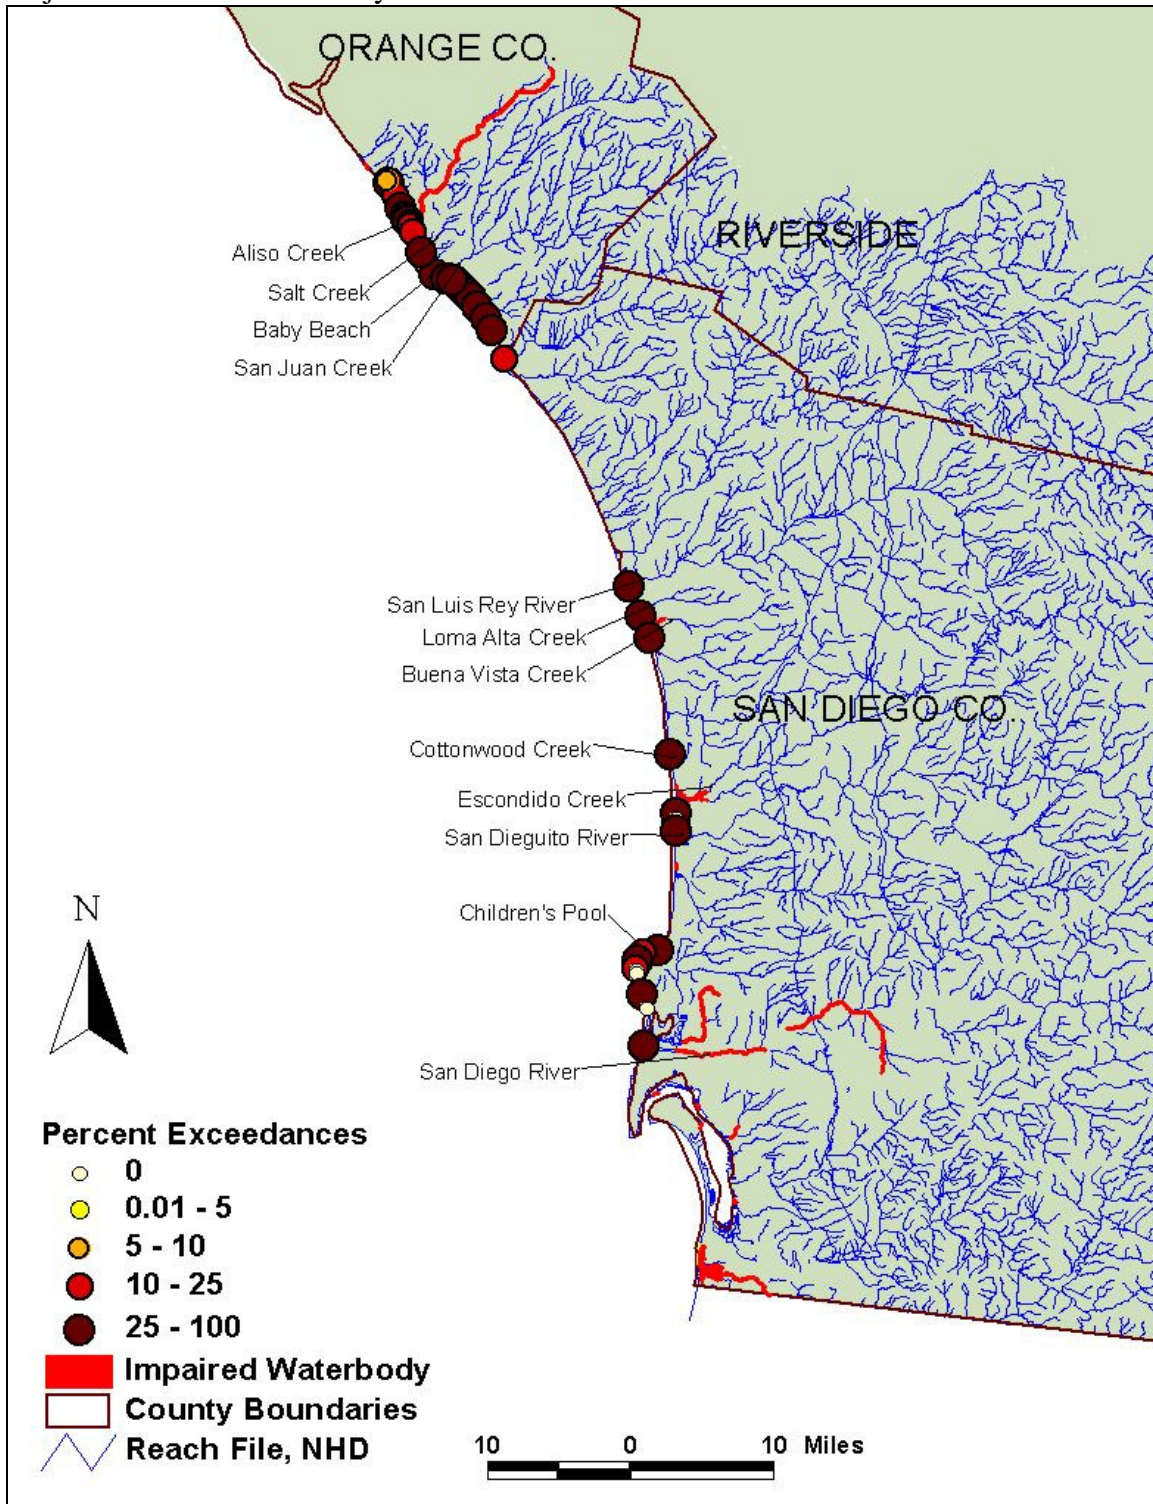 ORANGE CO.
RIVERSIDE
Aliso Creek
Salt Creek
Baby Beach
San Juan Creek
San Luis Rey River
Loma Alta Creek
Buena Vista Creek
SAN DIEGO CO.
Cottonwood Creek
Escondido Creek
San Dieguito River
Children's Pool
N
San Diego River
Percent Exceedances
0
0.01 - 5
5 - 10
10 - 25
25 - 100
Impaired Waterbody
County Boundaries
Reach File, NHD
10 0 10 Miles